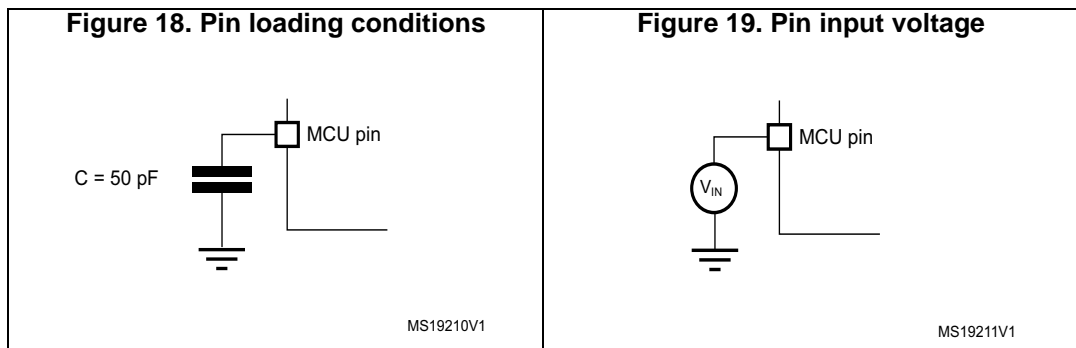 Figure 18. Pin loading conditions
MCU pin
C = 50 pF
MS19210V1
Figure 19. Pin input voltage
MCU pin
VIN
MS19211V1